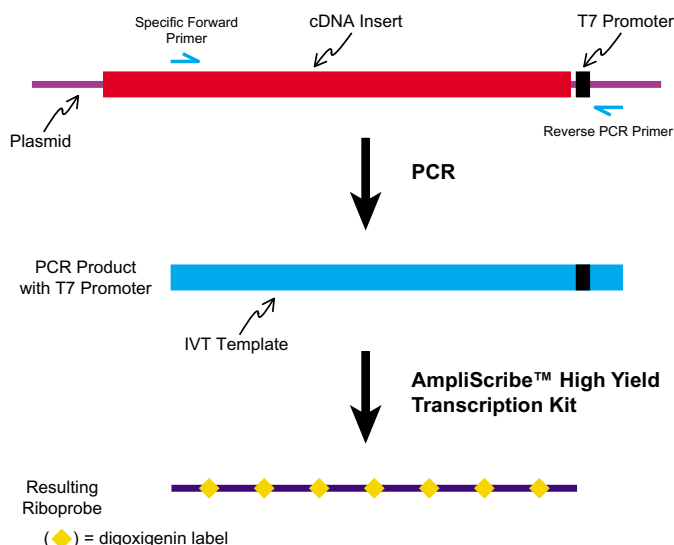 Specific Forward
Primer
cDNA Insert
T7 Promoter
Plasmid
Reverse PCR Primer
PCR
PCR Product
with T7 Promoter
IVT Template
AmpliScribe™ High Yield
Transcription Kit
Resulting
Riboprobe
( ) = digoxigenin label